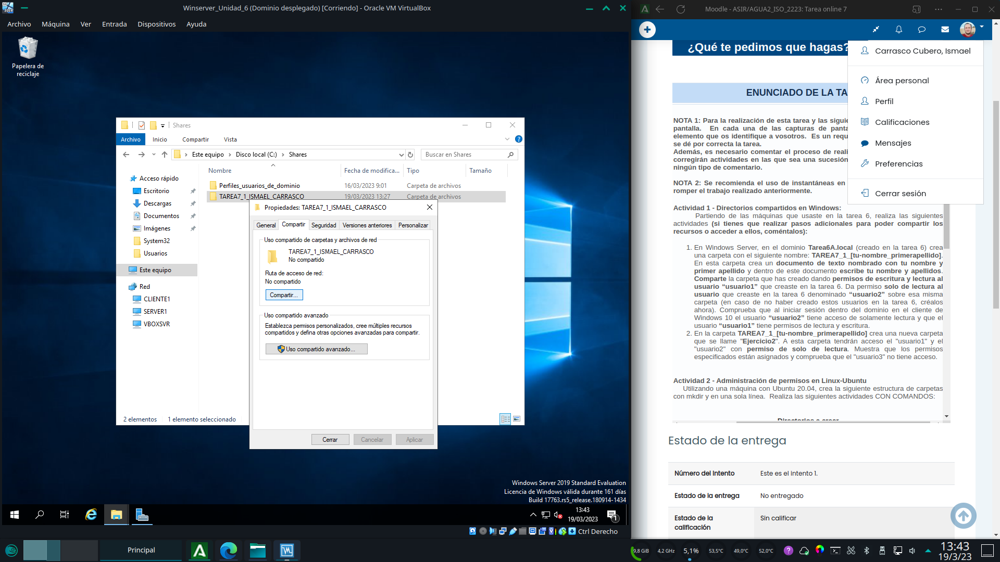 Winserver_Unidad_6 (Dominio desplegado) [Corriendo] - Oracle VM VirtualBox
Archivo Máquina Ver Entrada Dispositivos Ayuda
Papelera de
reciclaje
Shares
Archivo Inicio Compartir Vista
Este equipo Disco local (C:) Shares
Buscar en Shares
Nombre Fecha de modifica... Tipo Tamaño
Perfiles_usuarios_de_dominio 16/03/2023 9:01 Carpeta de archivos
TAREA7_1_ISMAEL_CARRASCO 19/03/2023 13:27 Carpeta de archivos
Acceso rápido
Escritorio
Descargas
Documentos
Imágenes
System32
Usuarios
Este equipo
Red
CLIENTE1
SERVER1
VBOXSVR
2 elementos 1 elemento seleccionado
Propiedades: TAREA7_1_ISMAEL_CARRASCO
General Compartir Seguridad Versiones anteriores Personalizar
Uso compartido de carpetas y archivos de red
TAREA7_1_ISMAEL_CARRASCO
No compartido
Ruta de acceso de red:
No compartido
Compartir...
Uso compartido avanzado
Establezca permisos personalizados, cree múltiples recursos
compartidos y defina otras opciones avanzadas para compartir.
Uso compartido avanzado...
Cerrar Cancelar Aplicar
Windows Server 2019 Standard Evaluation
Licencia de Windows válida durante 161 días
Build 17763.rs5_release.180914-1434
13:43
19/03/2023
1
Ctrl Derecho
Moodle - ASIR/AGUA2_ISO_2223: Tarea online 7
¿Qué te pedimos que hagas?
Carrasco Cubero, Ismael
Área personal
Perfil
Calificaciones
Mensajes
Preferencias
Cerrar sesión
ENUNCIADO DE LA TA
NOTA 1: Para la realización de esta tarea y las siguie
pantalla. En cada una de las capturas de panta
elemento que os identifique a vosotros. Es un requ
se dé por correcta la tarea.
Además, es necesario comentar el proceso de reali
corregirán actividades en las que sea una sucesión
ningún tipo de comentario.
NOTA 2: Se recomienda el uso de instantáneas en
romper el trabajo realizado anteriormente.
Actividad 1 - Directorios compartidos en Windows:
Partiendo de las máquinas que usaste en la tarea 6, realiza las siguientes
actividades (si tienes que realizar pasos adicionales para poder compartir los
recursos o acceder a ellos, coméntalos):
1. En Windows Server, en el dominio Tarea6A.local (creado en la tarea 6) crea
una carpeta con el siguiente nombre: TAREA7_1_[tu-nombre_primerapellido].
En esta carpeta crea un documento de texto nombrado con tu nombre y
primer apellido y dentro de este documento escribe tu nombre y apellidos.
Comparte la carpeta que has creado dando permisos de escritura y lectura al
usuario “usuario1” que creaste en la tarea 6. Da permiso solo de lectura al
usuario que creaste en la tarea 6 denominado “usuario2” sobre esa misma
carpeta (en caso de no haber creado estos usuarios en la tarea 6, créalos
ahora). Comprueba que al iniciar sesión dentro del dominio en el cliente de
Windows 10 el usuario “usuario2” tiene acceso de solamente lectura y que el
usuario “usuario1” tiene permisos de lectura y escritura.
2. En la carpeta TAREA7_1_[tu-nombre_primerapellido] crea una nueva carpeta
que se llame "Ejercicio2". A esta carpeta tendrán acceso el "usuario1" y el
"usuario2" con permiso de solo de lectura. Muestra que los permisos
especificados están asignados y comprueba que el "usuario3" no tiene acceso.
Actividad 2 - Administración de permisos en Linux-Ubuntu
Utilizando una máquina con Ubuntu 20.04, crea la siguiente estructura de carpetas
con mkdir y en una sola línea. Realiza las siguientes actividades CON COMANDOS:
Directorios a crear
Estado de la entrega
Número del Intento Este es el intento 1.
Estado de la entrega No entregado
Estado de la
calificación
Sin calificar
Principal
9,8 GiB 4,2 GHz 5,1% 53,5°C 49,0°C 52,0°C
13:43
19/3/23